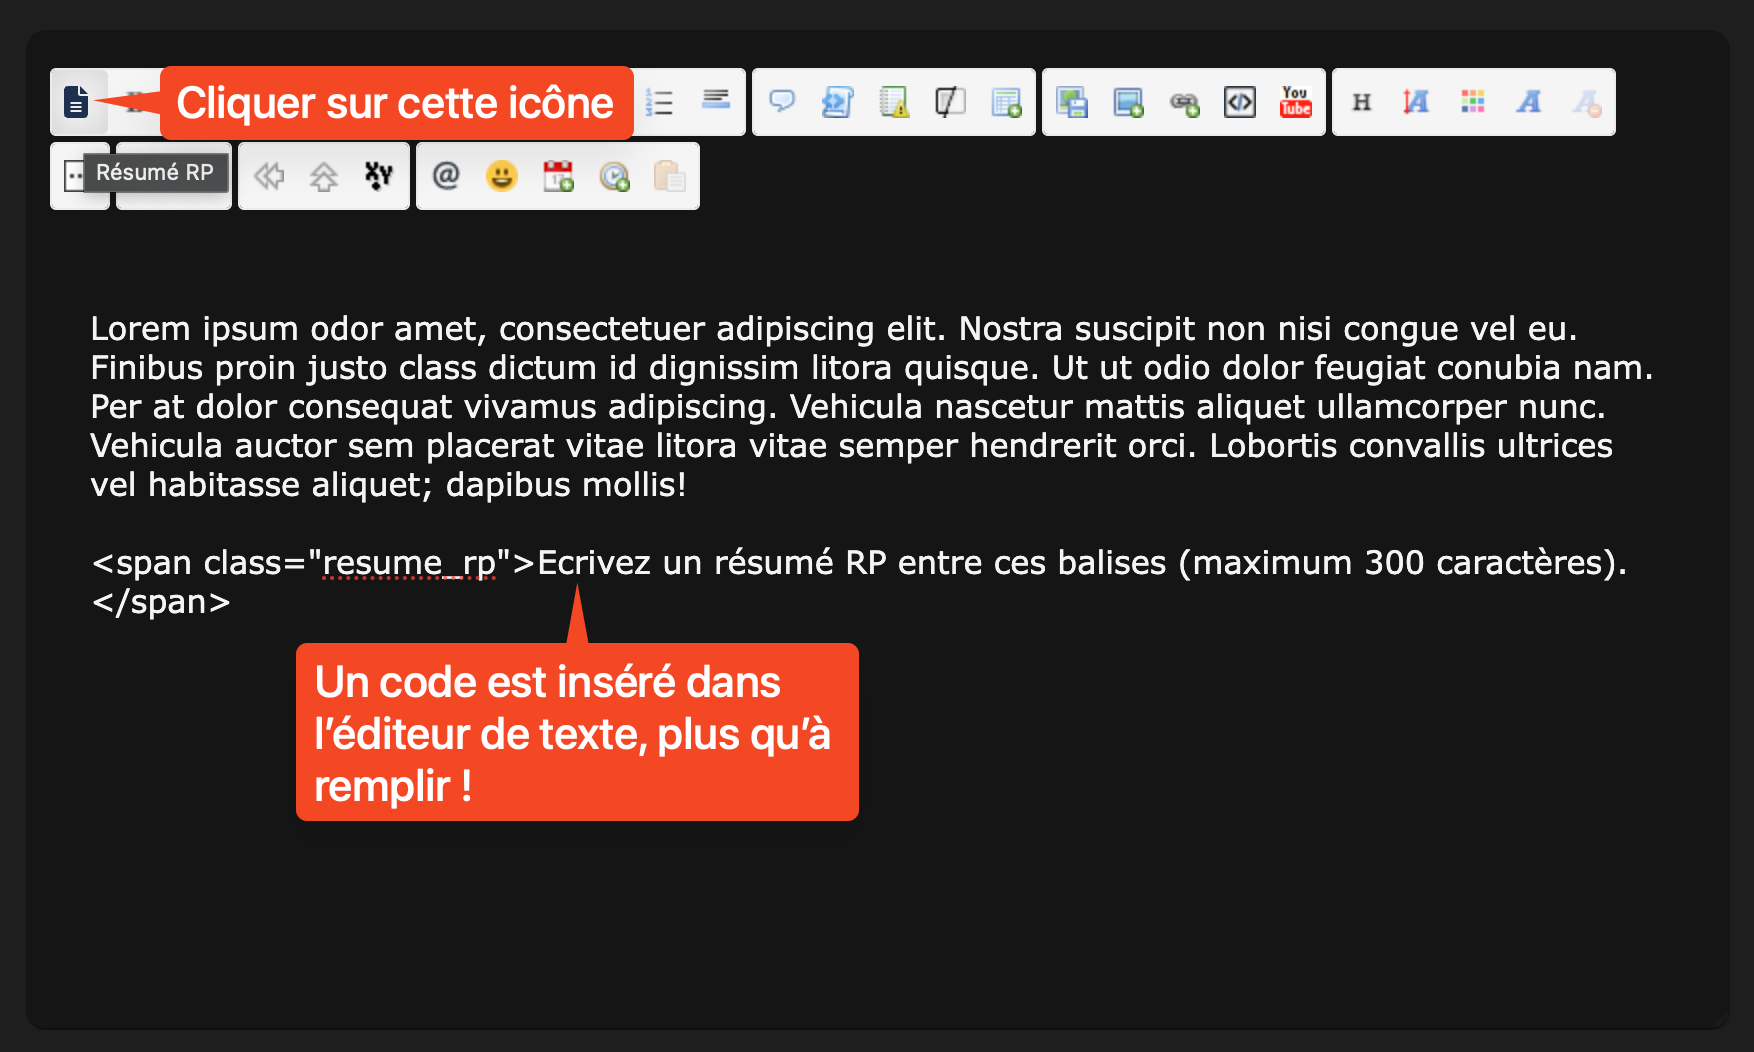 Cliquer sur cette icône
You
Tube
H
A
A
A
Résumé RP
XY
17
@
Lorem ipsum odor amet, consectetuer adipiscing elit. Nostra suscipit non nisi congue vel eu.
Finibus proin justo class dictum id dignissim litora quisque. Ut ut odio dolor feugiat conubia nam.
Per at dolor consequat vivamus adipiscing. Vehicula nascetur mattis aliquet ullamcorper nunc.
Vehicula auctor sem placerat vitae litora vitae semper hendrerit orci. Lobortis convallis ultrices
vel habitasse aliquet; dapibus mollis!
<span class="resume_rp">Ecrivez un résumé RP entre ces balises (maximum 300 caractères).
</span>
Un code est inséré dans
l’éditeur de texte, plus qu’à
remplir !